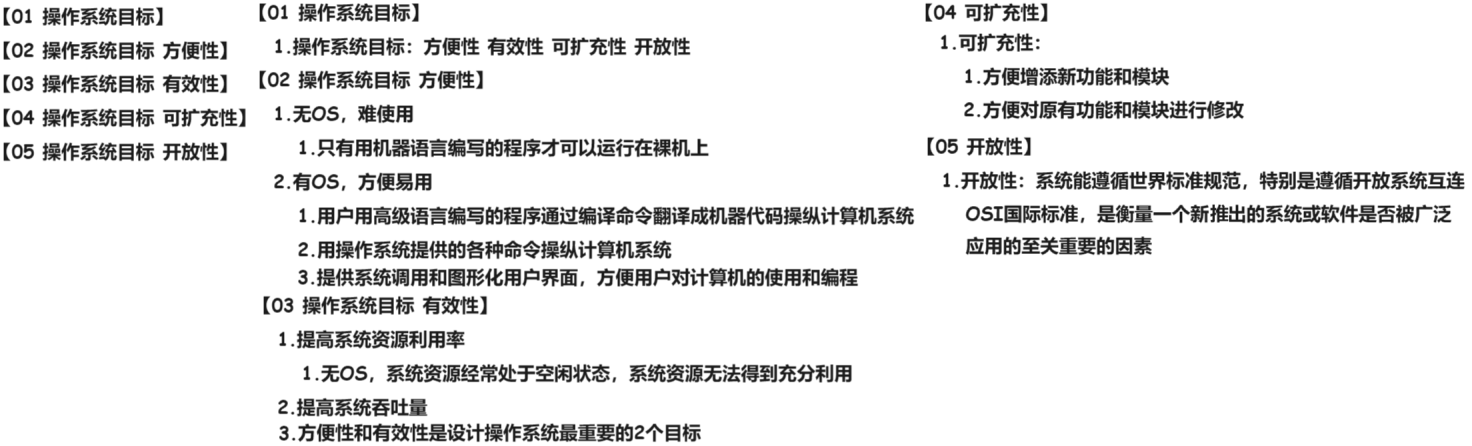 【01 操作系统目标】
【02 操作系统目标 方便性】
【03 操作系统目标 有效性】
【04 操作系统目标 可扩充性】
【05 操作系统目标 开放性】
【01 操作系统目标】
1.操作系统目标：方便性 有效性 可扩充性 开放性
【02 操作系统目标 方便性】
1.无OS，难使用
1.只有用机器语言编写的程序才可以运行在裸机上
2.有OS，方便易用
1.用户用高级语言编写的程序通过编译命令翻译成机器代码操纵计算机系统
2.用操作系统提供的各种命令操纵计算机系统
3.提供系统调用和图形化用户界面，方便用户对计算机的使用和编程
【03 操作系统目标 有效性】
1.提高系统资源利用率
1.无OS，系统资源经常处于空闲状态，系统资源无法得到充分利用
2.提高系统吞吐量
3.方便性和有效性是设计操作系统最重要的2个目标
【04 可扩充性】
1.可扩充性：
1.方便增添新功能和模块
2.方便对原有功能和模块进行修改
【05 开放性】
1.开放性：系统能遵循世界标准规范，特别是遵循开放系统互连
OSI国际标准，是衡量一个新推出的系统或软件是否被广泛
应用的至关重要的因素